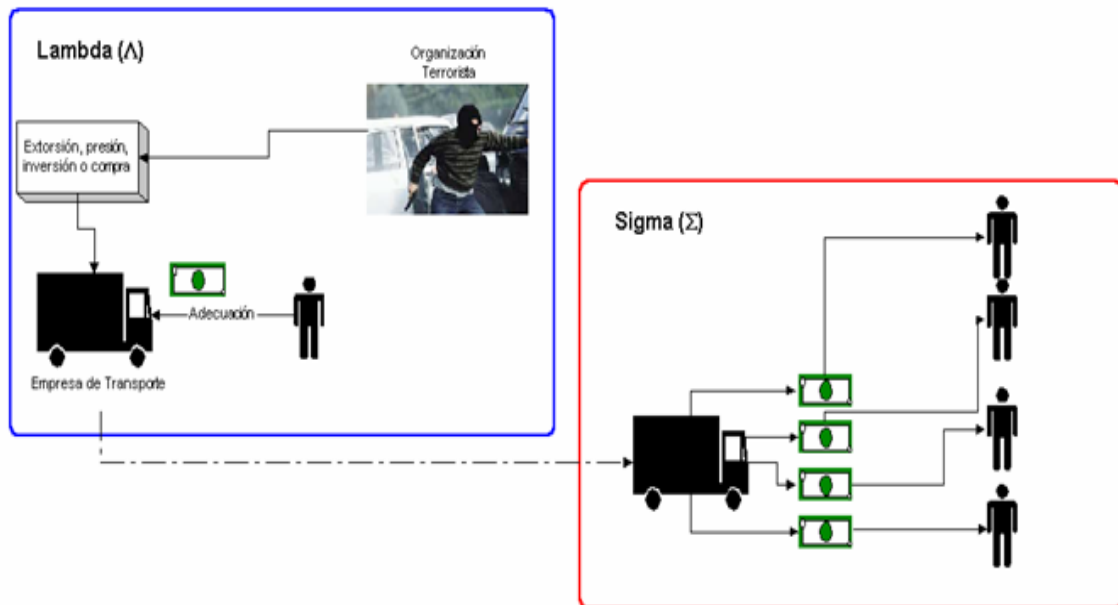 Lambda (Λ)
Organización
Terrorista
Extorsión, presión,
inversión o compra
Adecuación
Empresa de Transporte
Sigma (Σ)